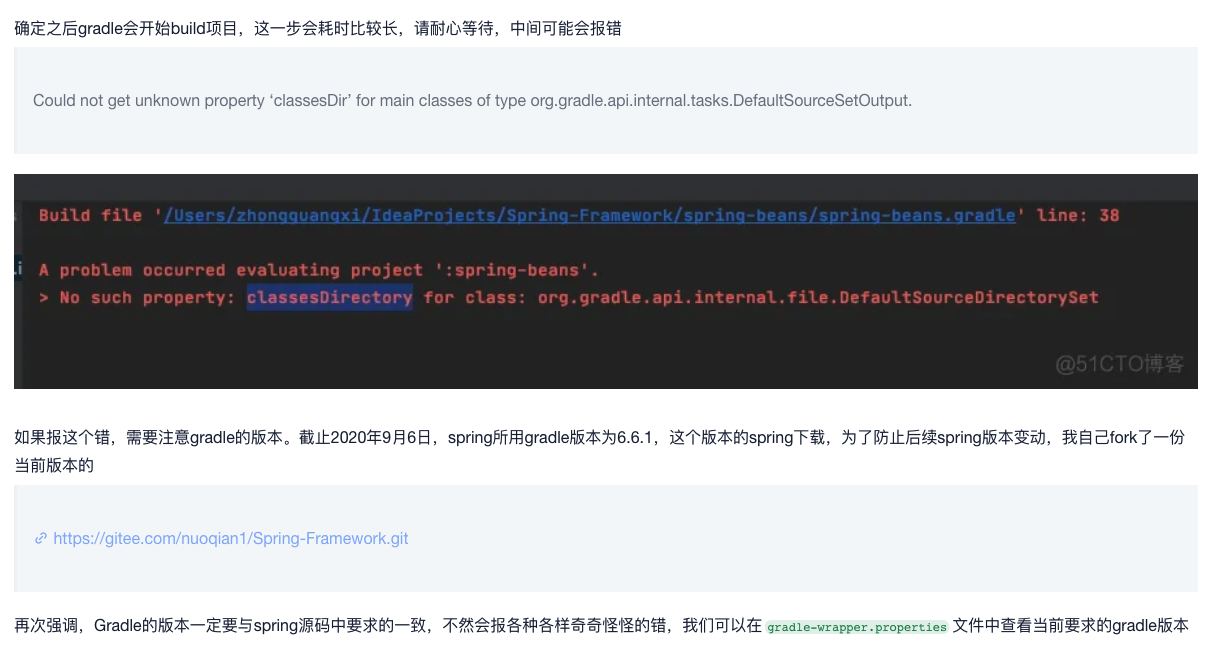 确定之后gradle会开始build项目，这一步会耗时比较长，请耐心等待，中间可能会报错
Could not get unknown property ‘classesDir’ for main classes of type org.gradle.api.internal.tasks.DefaultSourceSetOutput.
Build file '/Users/zhongguangxi/IdeaProjects/Spring-Framework/spring-beans/spring-beans.gradle' line: 38
A problem occurred evaluating project ':spring-beans'.
> No such property: classesDirectory for class: org.gradle.api.internal.file.DefaultSourceDirectorySet
@51CTO博客
如果报这个错，需要注意gradle的版本。截止2020年9月6日，spring所用gradle版本为6.6.1，这个版本的spring下载，为了防止后续spring版本变动，我自己fork了一份
当前版本的
https://gitee.com/nuoqian1/Spring-Framework.git
再次强调，Gradle的版本一定要与spring源码中要求的一致，不然会报各种各样奇奇怪怪的错，我们可以在 gradle-wrapper.properties 文件中查看当前要求的gradle版本